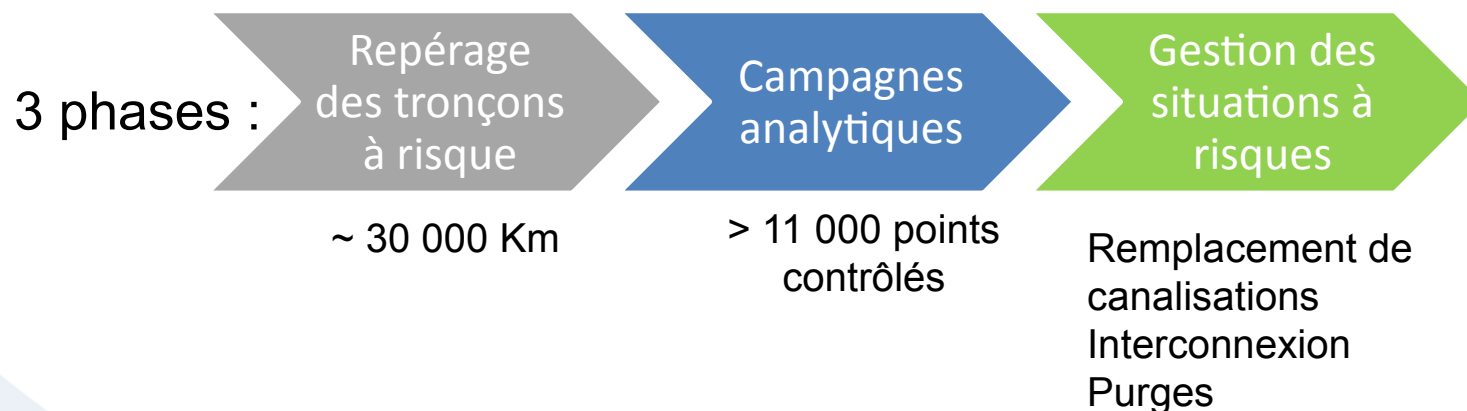 3 phases :
Repérage
des tronçons
à risque
Campagnes
analytiques
Gestion des
situations à
risques
~ 30 000 Km
> 11 000 points
contrôlés
Remplacement de
canalisations
Interconnexion
Purges